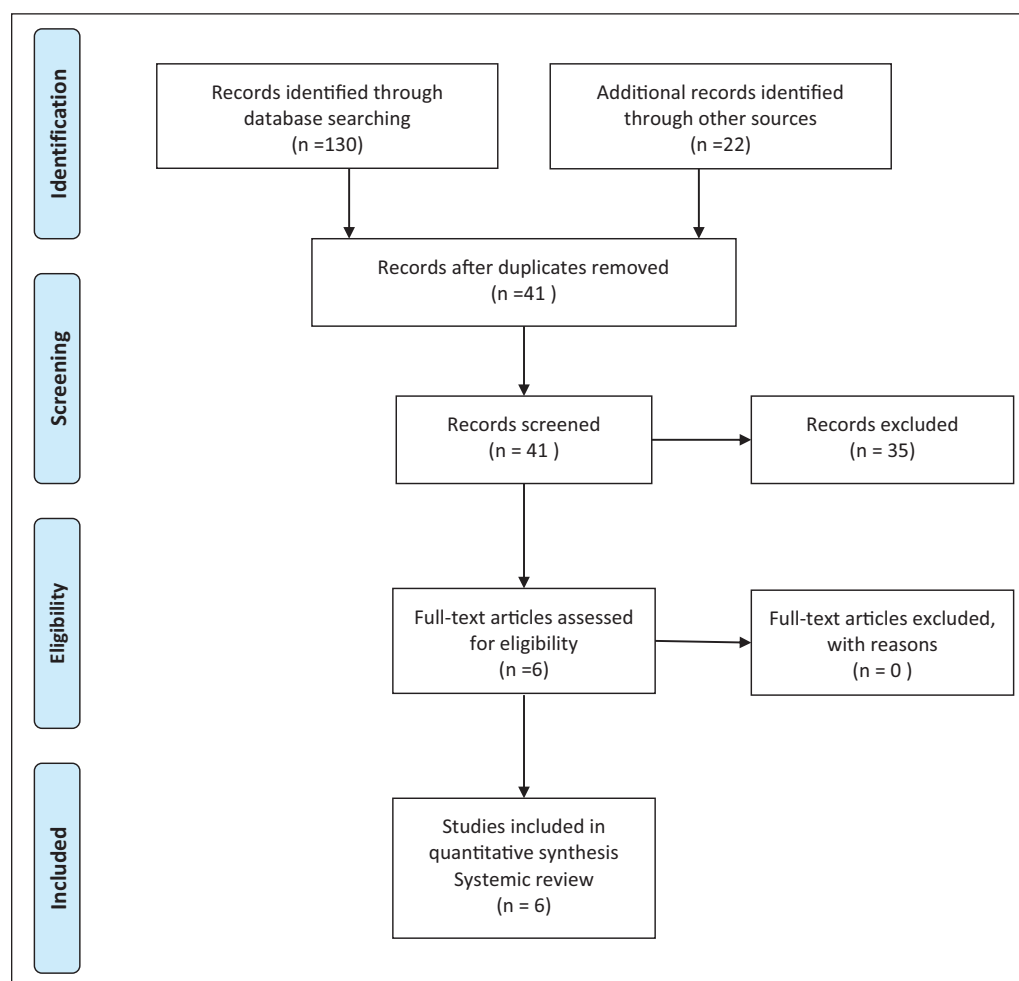 Identification
Records identified through
database searching
(n =130)
Additional records identified
through other sources
(n =22)
Records after duplicates removed
(n =41 )
Screening
Records screened
(n = 41 )
Records excluded
(n = 35)
Eligibility
Full-text articles assessed
for eligibility
(n =6)
Full-text articles excluded,
with reasons
(n = 0 )
Included
Studies included in
quantitative synthesis
Systemic review
(n = 6)